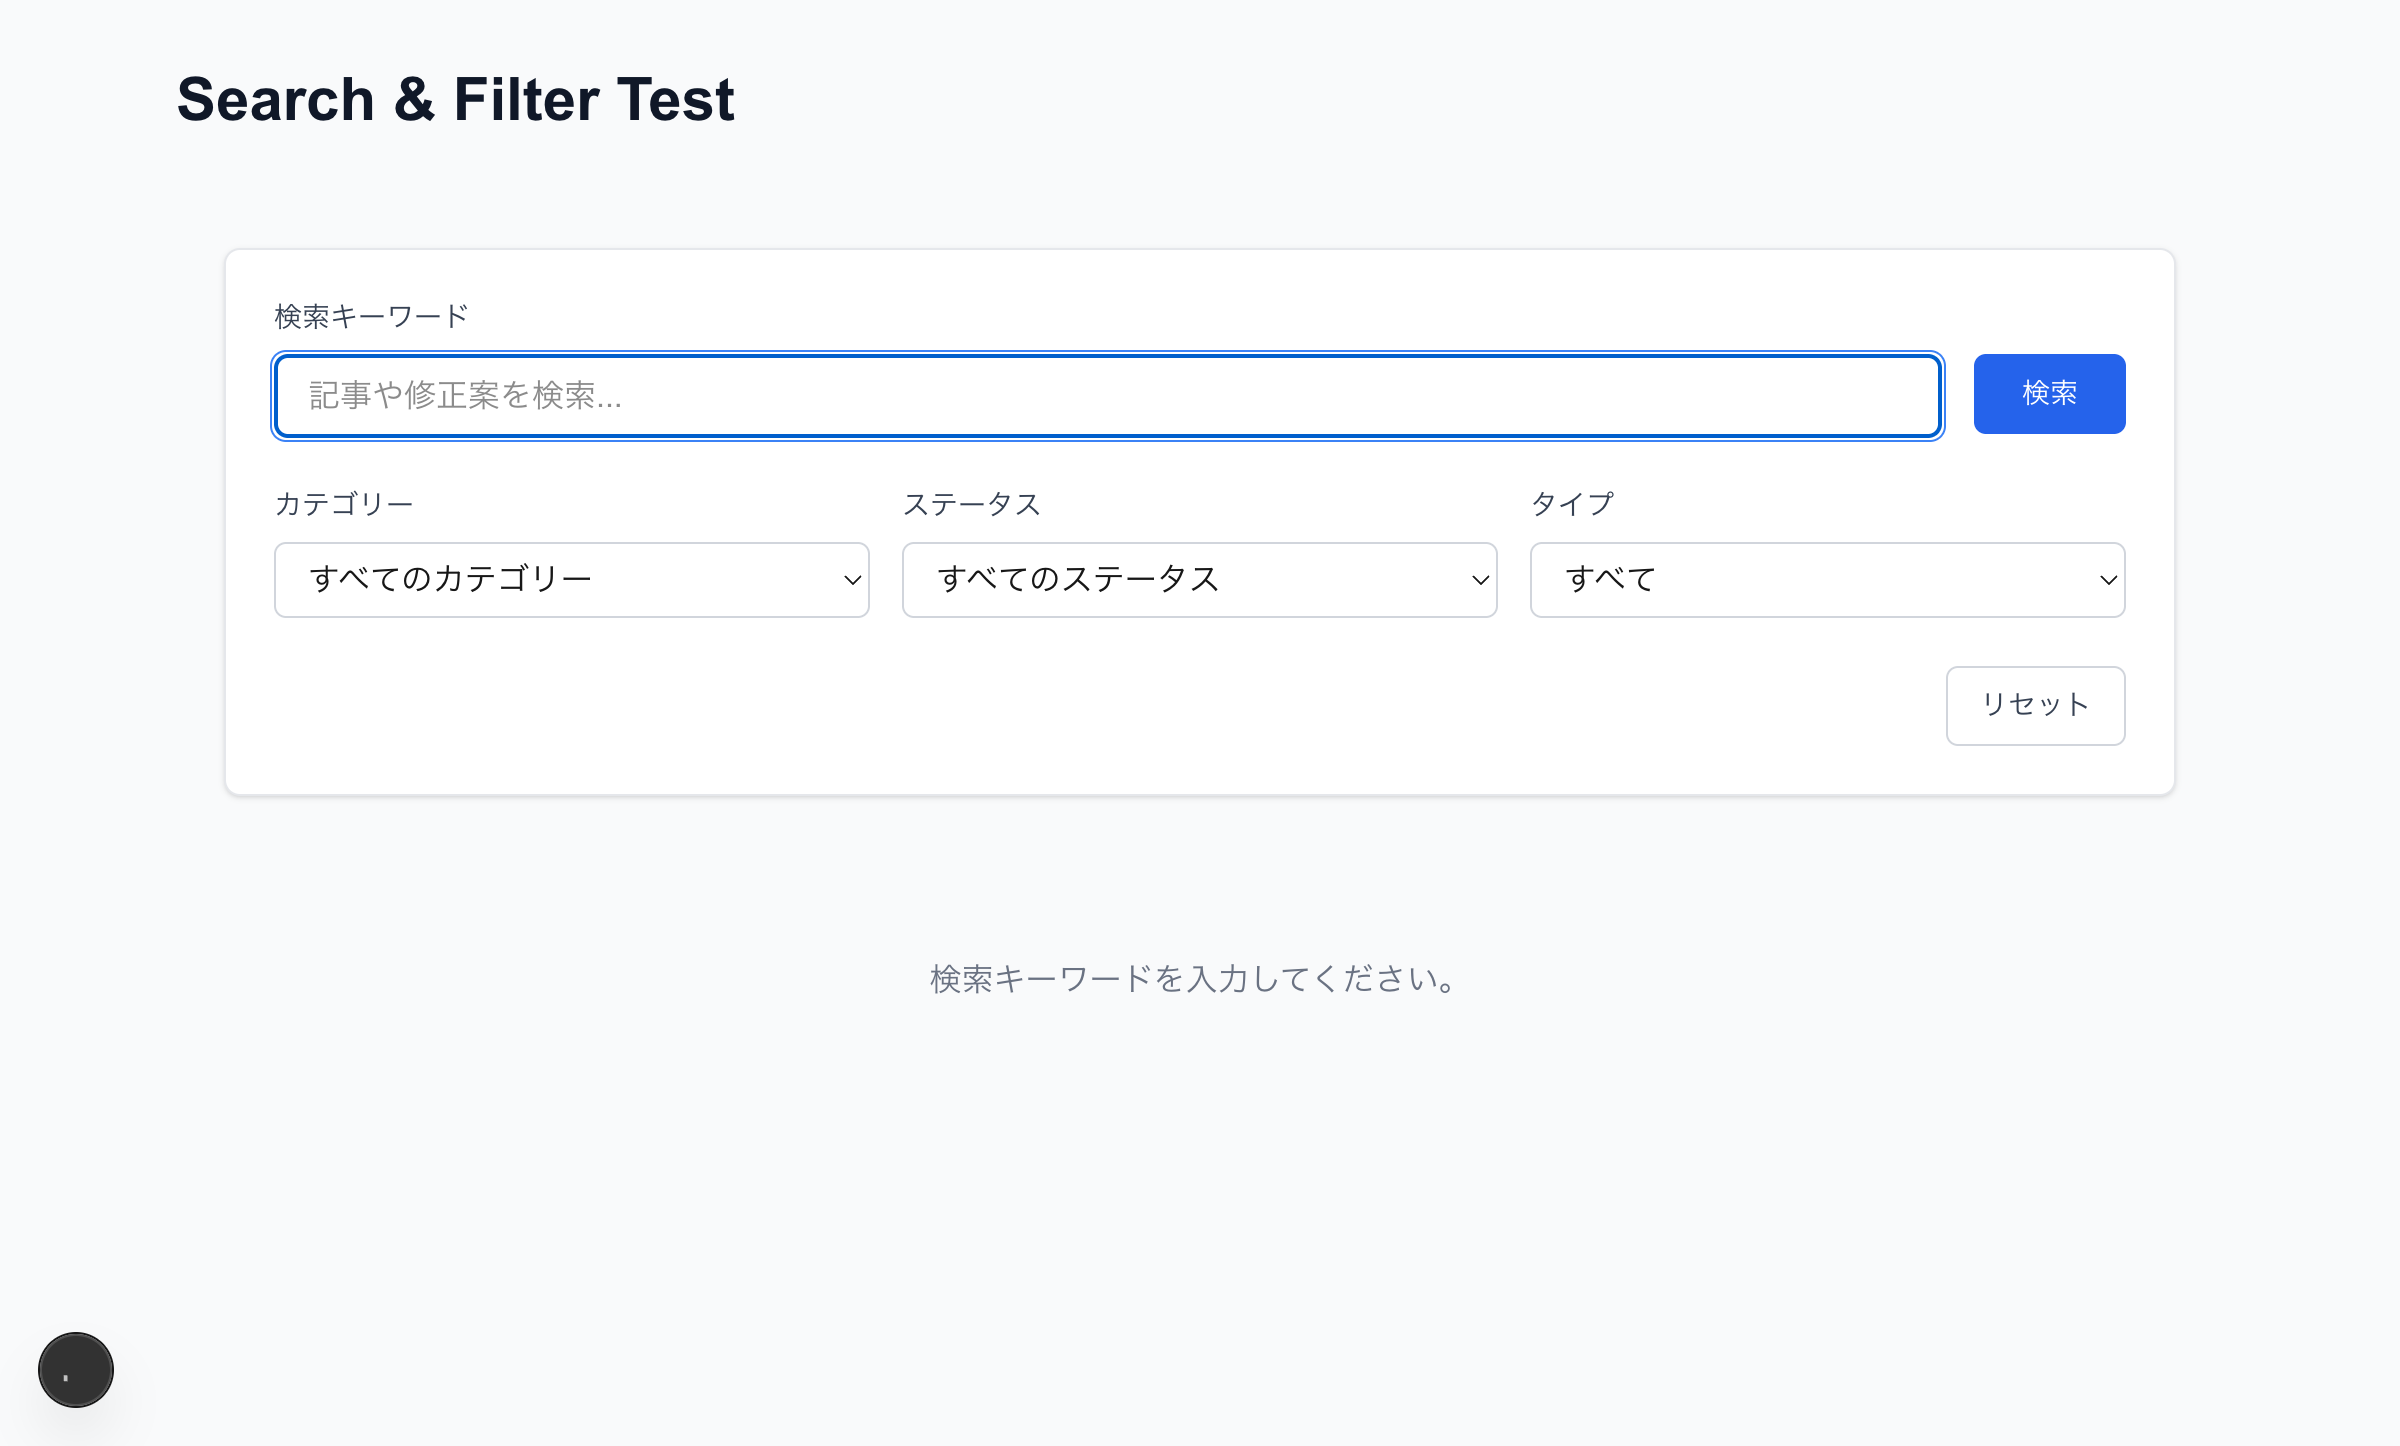 Search & Filter Test
検索キーワード
記事や修正案を検索...
検索
カテゴリー
ステータス
タイプ
すべてのカテゴリー
すべてのステータス
すべて
リセット
検索キーワードを入力してください。